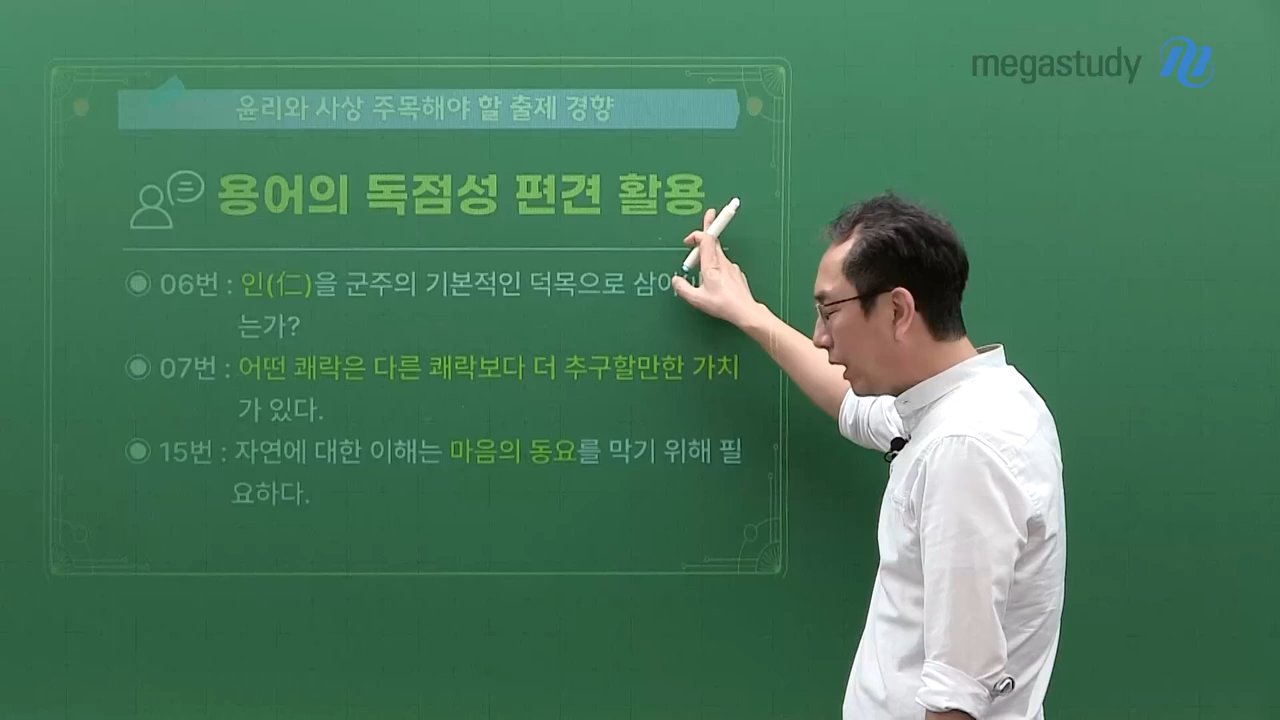 megastudy
윤리와 사상 주목해야 할 출제 경향
용어의 독점성 편견 활용
06번 : 인(仁)을 군주의 기본적인 덕목으로
는가?
07번 : 어떤 쾌락은 다른 쾌락보다 더 추구할만한 가치
가 있다.
15번 : 자연에 대한 이해는 마음의 동요를 막기 위해 필
요하다.